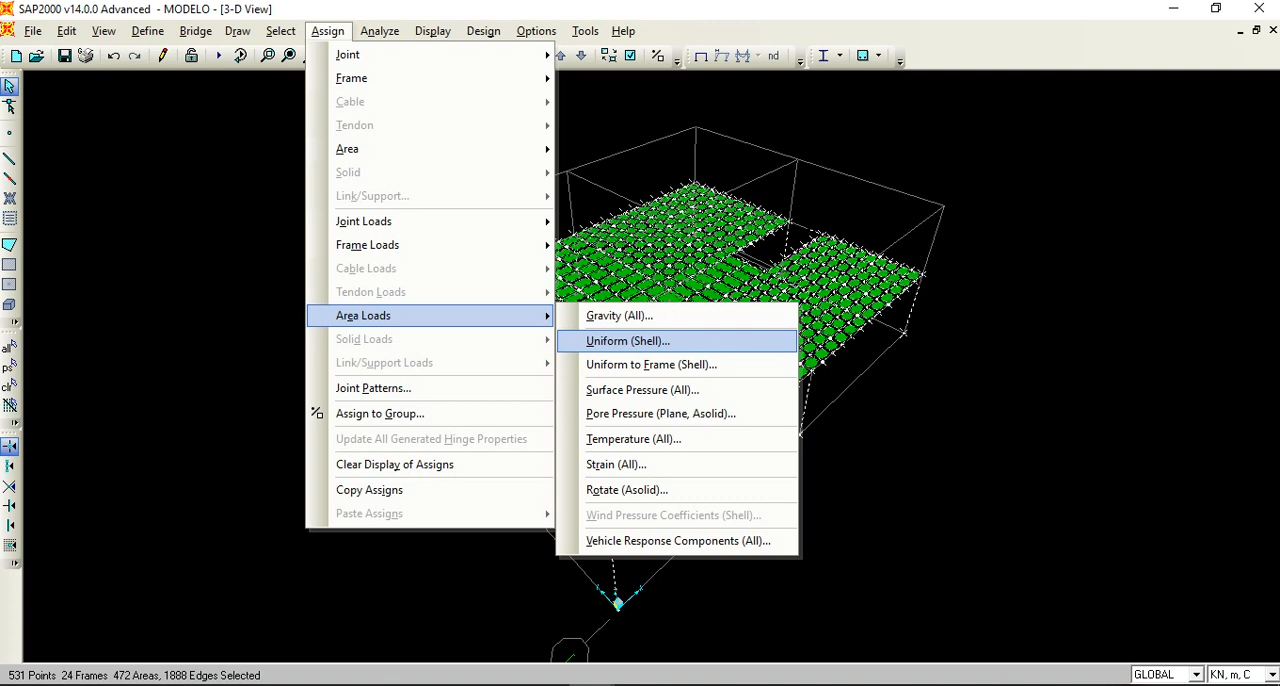 SAP2000 v14.0.0 Advanced - MODELO - [3-D View]
File Edit View Define Bridge Draw Select Assign Analyze Display Design Options Tools Help
nd
Joint
Frame
Cable
Tendon
Area
Solid
Link/Support...
Joint Loads
Frame Loads
Cable Loads
Tendon Loads
Area Loads
Solid Loads
Link/Support Loads
Joint Patterns...
Assign to Group...
Update All Generated Hinge Properties
Clear Display of Assigns
Copy Assigns
Paste Assigns
Gravity (All)...
Uniform (Shell)...
Uniform to Frame (Shell)...
Surface Pressure (All)...
Pore Pressure (Plane, Asolid)...
Temperature (All)...
Strain (All)...
Rotate (Asolid)...
Wind Pressure Coefficients (Shell)...
Vehicle Response Components (All)...
all
ps
clr
531 Points 24 Frames 472 Areas, 1888 Edges Selected
GLOBAL
KN, m, C